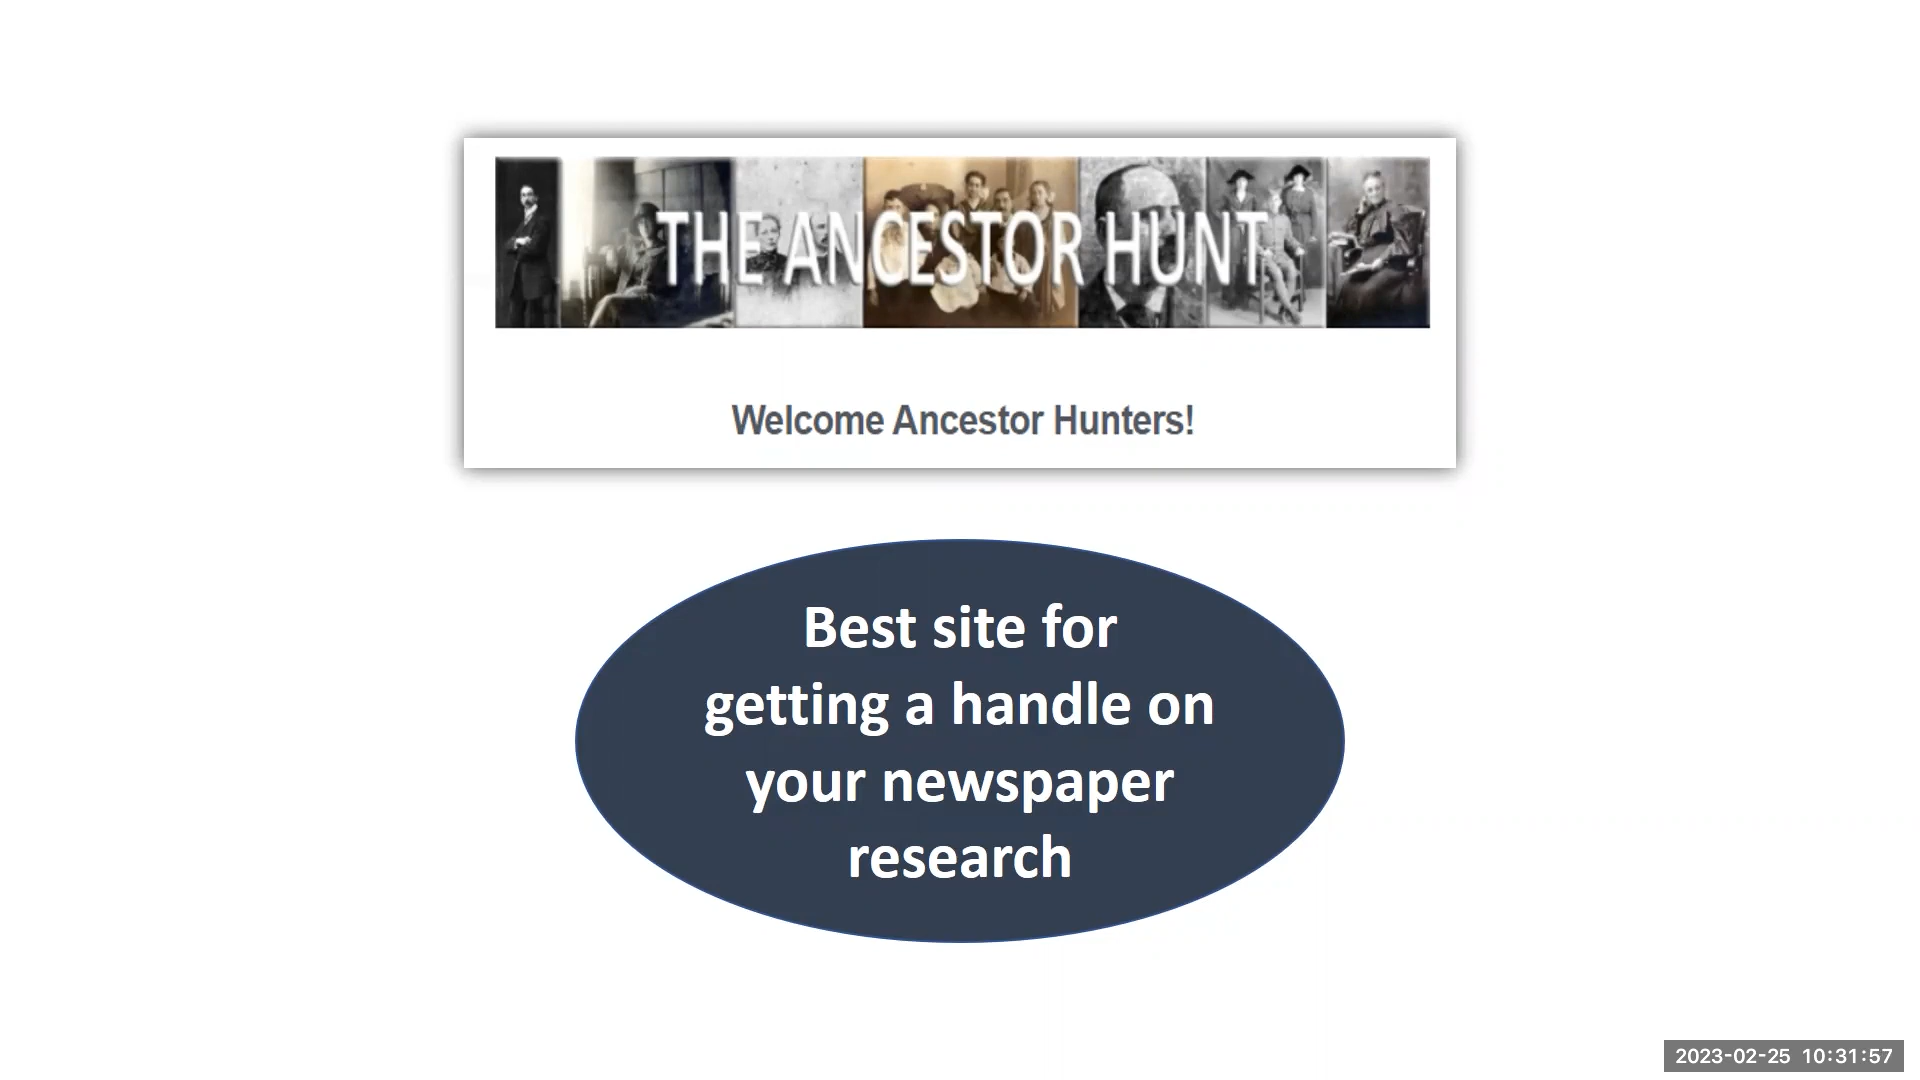 THE ANCESTOR HUNT
Welcome Ancestor Hunters!
Best site for
getting a handle on
your newspaper
research
2023-02-25 10:31:57